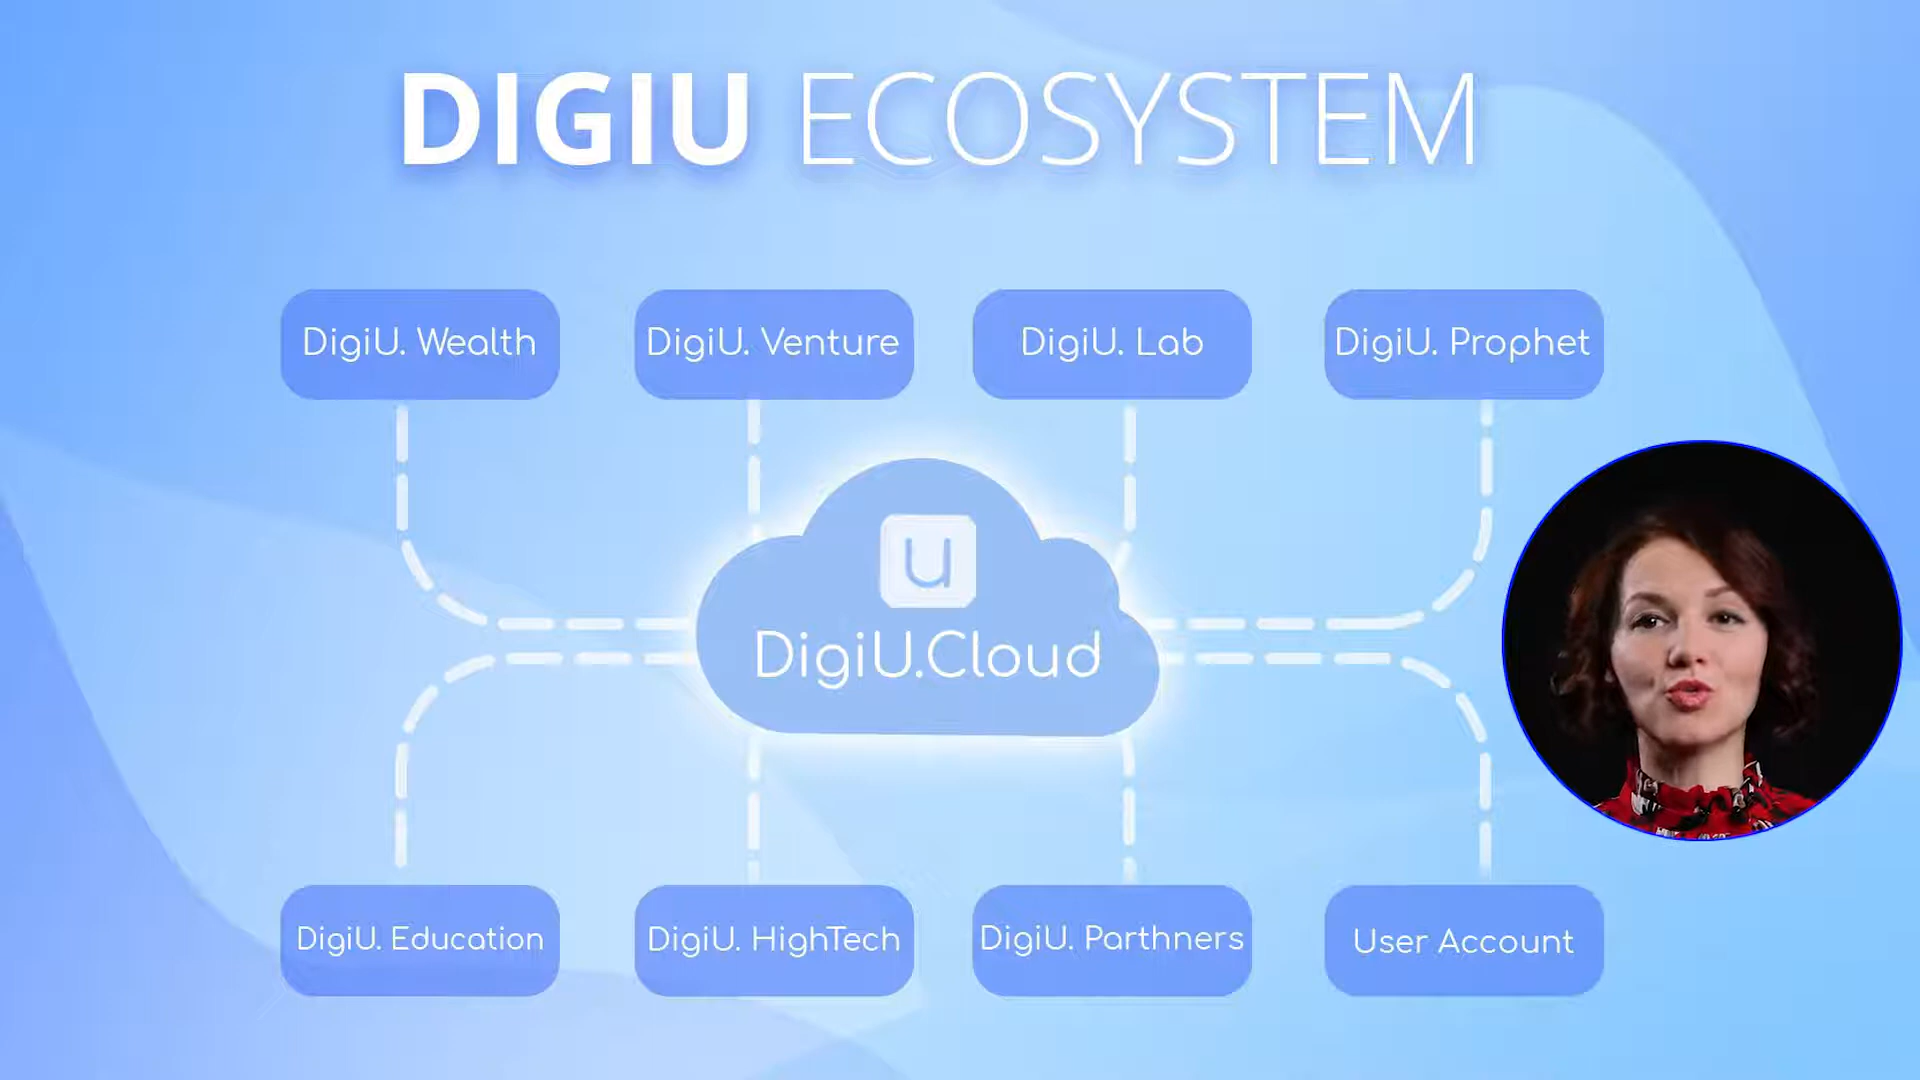 DIGIU ECOSYSTEM
DigiU. Wealth
DigiU. Venture
DigiU. Lab
DigiU. Prophet
U
DigiU.Cloud
DigiU. Education
DigiU. HighTech
DigiU. Parthners
User Account